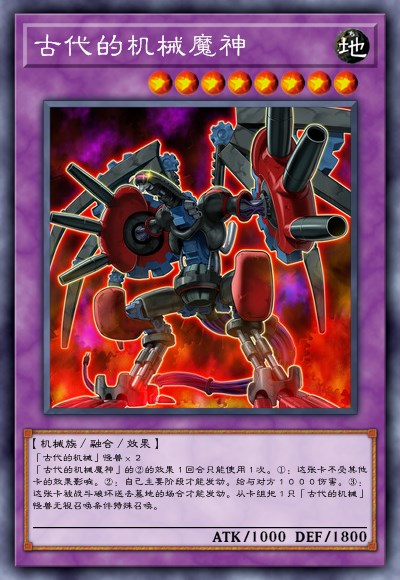 古代的机械魔神
地
【机械族／融合／效果】
「古代的机械」怪兽×2
「古代的机械魔神」的②的效果1回合只能使用1次。①：这张卡不受其他
卡的效果影响。②：自己主要阶段才能发动。给与对方1000伤害。③：
这张卡被战斗破坏送去墓地的场合才能发动。从卡组把1只「古代的机械」
怪兽无视召唤条件特殊召唤。
ATK/1000 DEF/1800